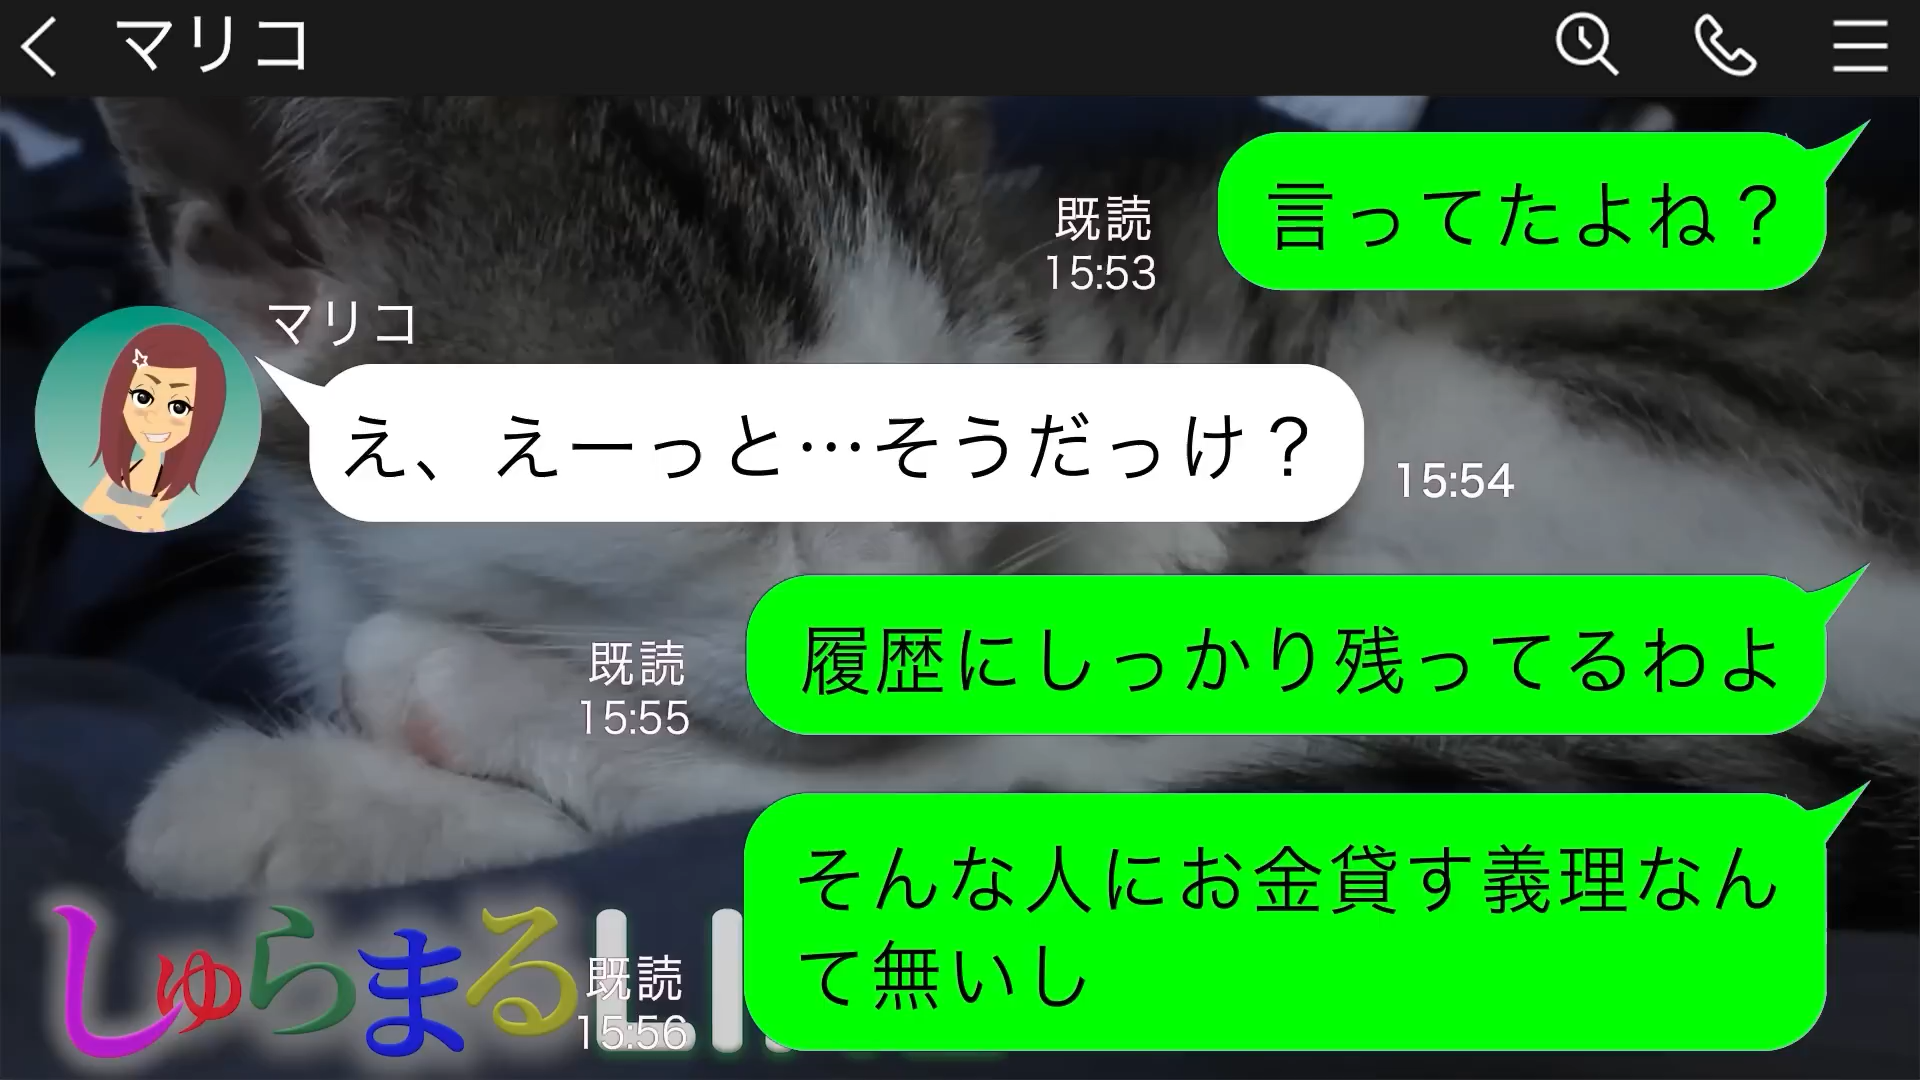 マリコ
言ってたよね？
既読
15:53
マリコ
え、えーっと…そうだっけ？
15:54
履歴にしっかり残ってるわよ
既読
15:55
そんな人にお金貸す義理なん
て無いし
既読
15:56
しゅらまる